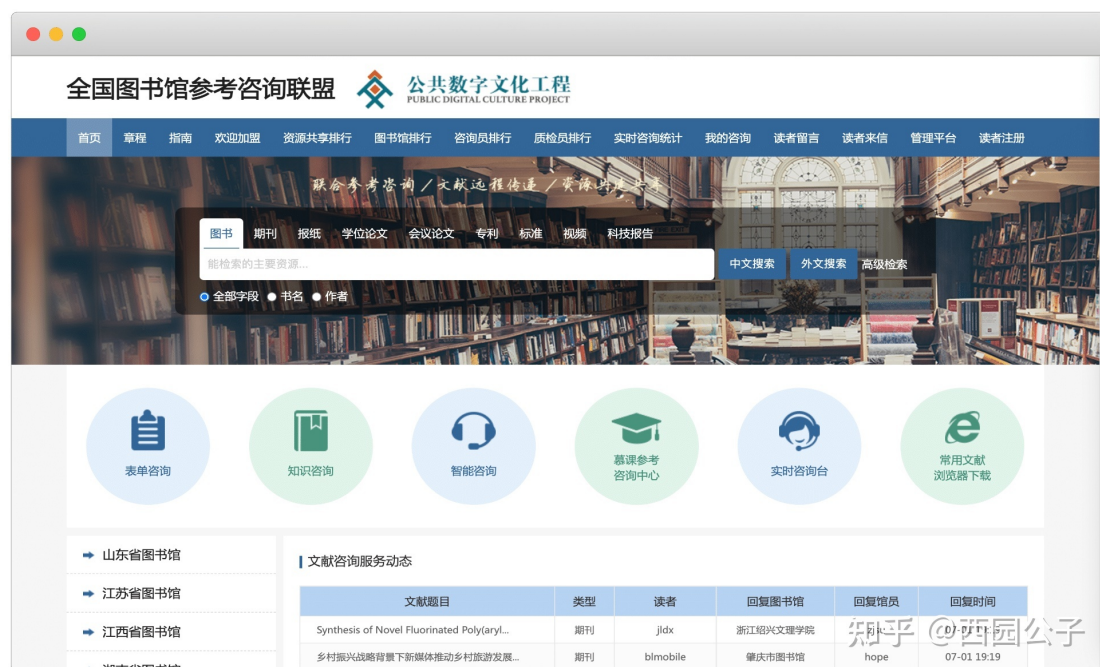 全国图书馆参考咨询联盟
公共数字文化工程
PUBLIC DIGITAL CULTURE PROJECT
首页 章程 指南 欢迎加盟 资源共享排行 图书馆排行 咨询员排行 质检员排行 实时咨询统计 我的咨询 读者留言 读者来信 管理平台 读者注册
联合参考咨询／文献远程传递／资源共建共享
图书 期刊 报纸 学位论文 会议论文 专利 标准 视频 科技报告
能检索的主要资源... 中文搜索 外文搜索 高级检索
全部字段 书名 作者
表单咨询
知识咨询
智能咨询
慕课参考
咨询中心
实时咨询台
常用文献
浏览器下载
山东省图书馆
江苏省图书馆
江西省图书馆
文献咨询服务动态
文献题目 类型 读者 回复图书馆 回复馆员 回复时间
Synthesis of Novel Fluorinated Poly(aryl... 期刊 jldx 浙江绍兴文理学院
乡村振兴战略背景下新媒体推动乡村旅游发展... 期刊 blmobile 肇庆市图书馆 hope 07-01 19:19
知乎 @西园公子